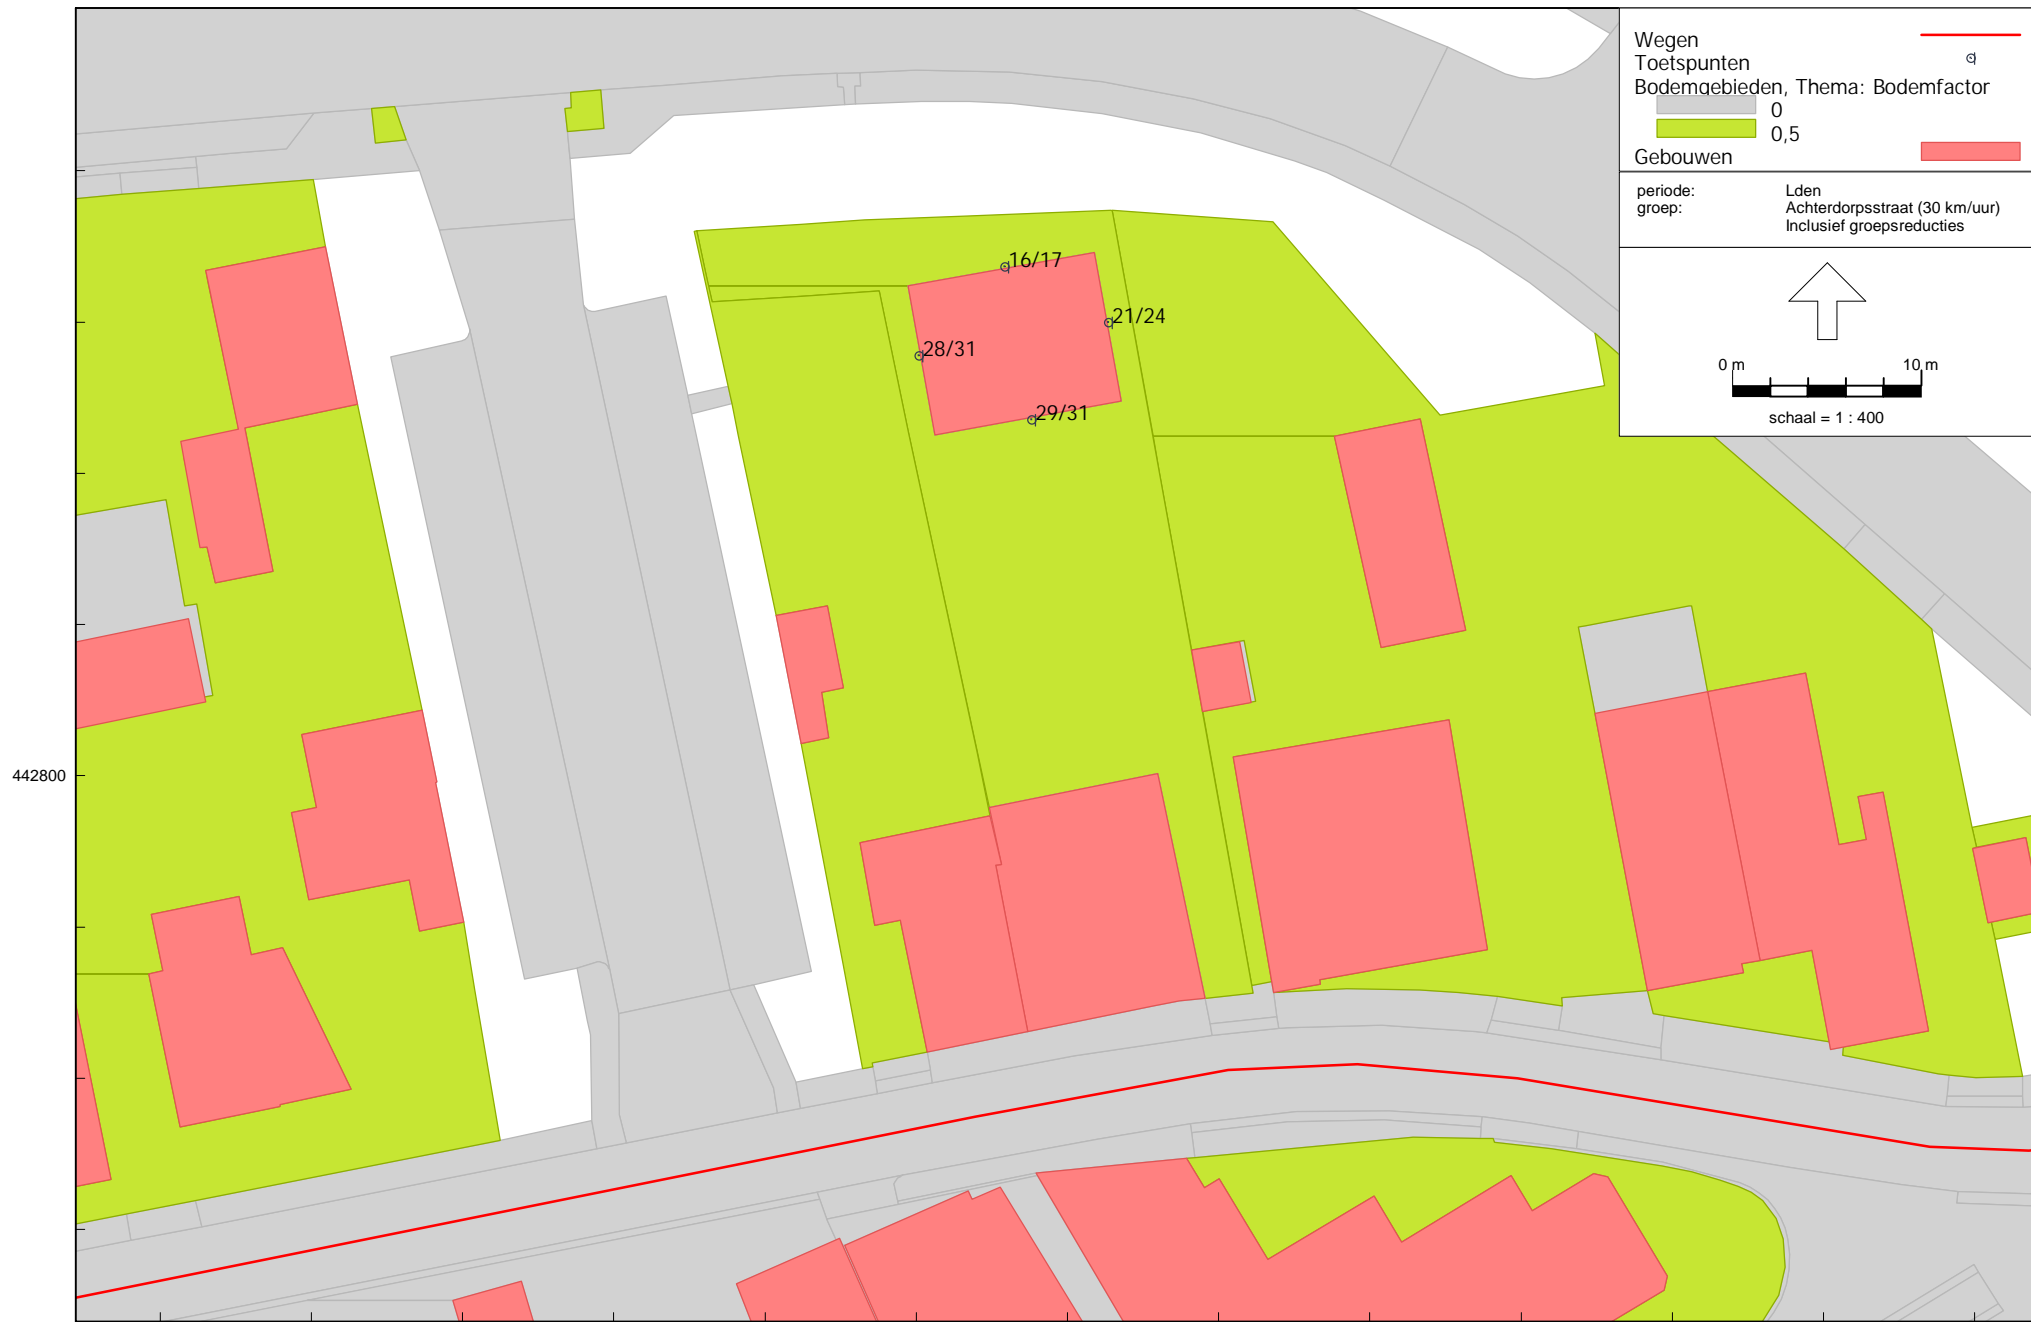 Wegen
Toetspunten
Bodemgebieden, Thema: Bodemfactor
0
0,5
Gebouwen
periode: Lden
groep: Achterdorpsstraat (30 km/uur)
Inclusief groepsreducties
0 m 10 m
schaal = 1 : 400
16/17
21/24
28/31
29/31
442800